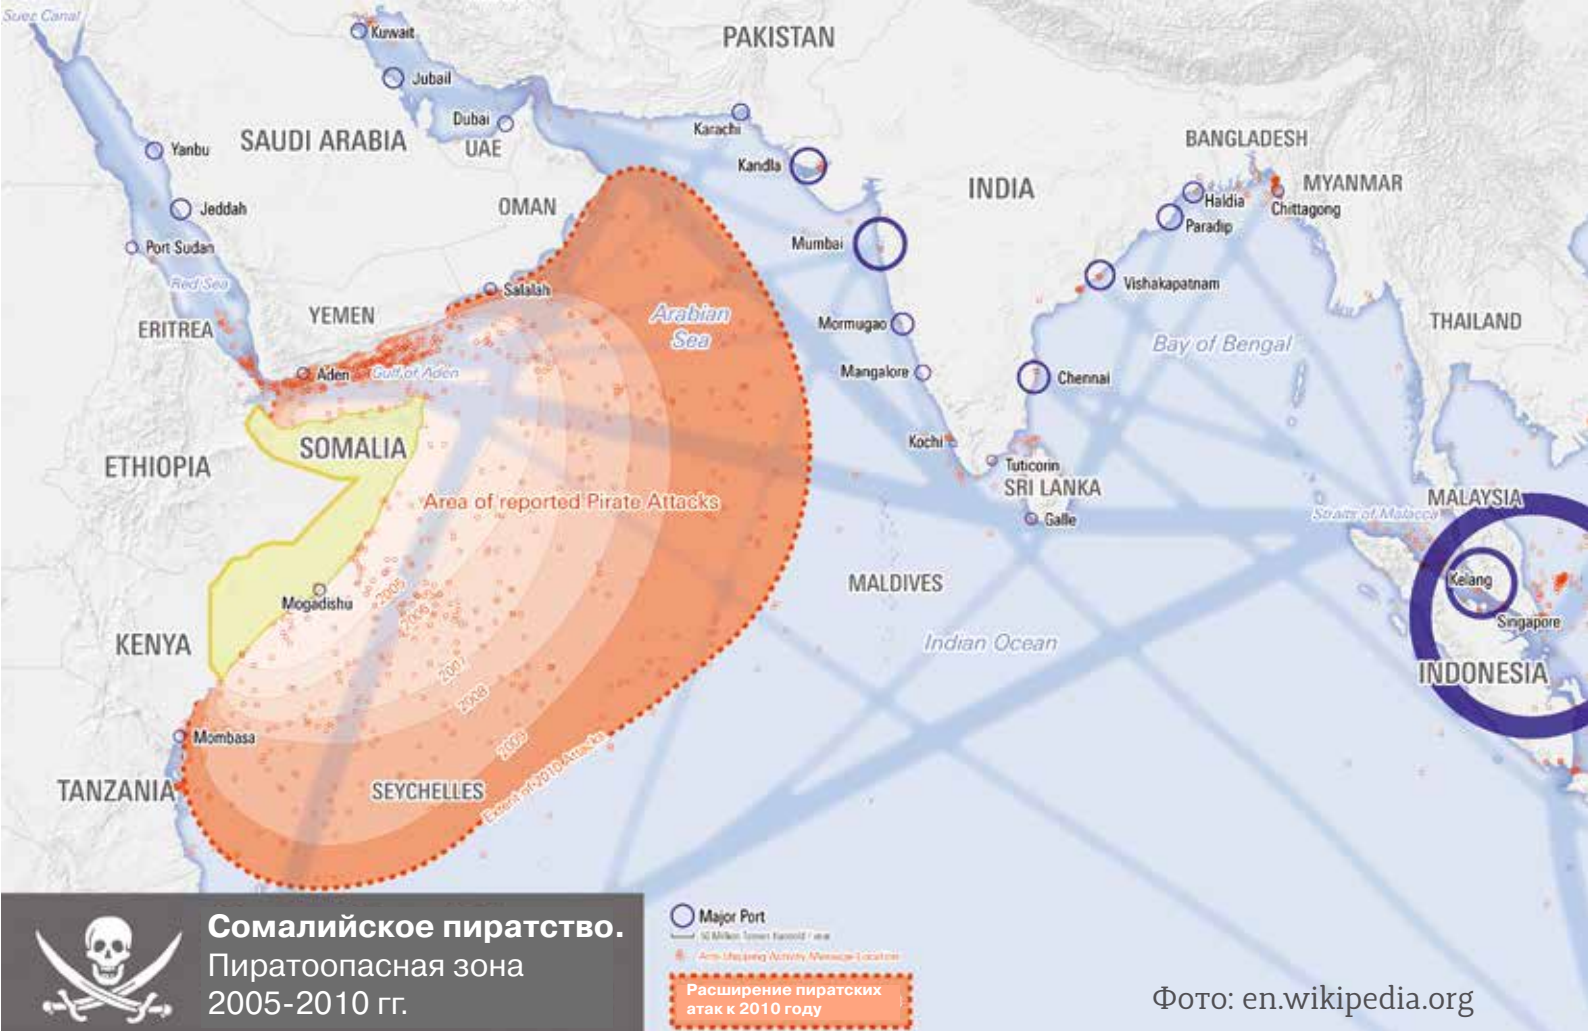 Suez Canal
Kuwait
PAKISTAN
Jubail
Dubai
Karachi
SAUDI ARABIA
UAE
BANGLADESH
Yanbu
Kandla
INDIA
MYANMAR
Haldia
Chittagong
Jeddah
OMAN
Paradip
Port Sudan
Mumbai
Red Sea
Salalah
Vishakapatnam
YEMEN
Arabian
Sea
ERITREA
Mormugao
THAILAND
Bay of Bengal
Aden
Gulf of Aden
Mangalore
Chennai
SOMALIA
Kochi
ETHIOPIA
Tuticorin
SRI LANKA
Area of reported Pirate Attacks
MALAYSIA
Galle
Straits of Malacca
MALDIVES
Kelang
2005
Mogadishu
2006
Singapore
KENYA
Indian Ocean
2007
INDONESIA
2008
Mombasa
2009
Extent of 2010 Attacks
TANZANIA
SEYCHELLES
Сомалийское пиратство.
Пиратоопасная зона
2005-2010 гг.
Major Port
Anti-Shipping Activity Message Location
Расширение пиратских
атак к 2010 году
Фото: en.wikipedia.org